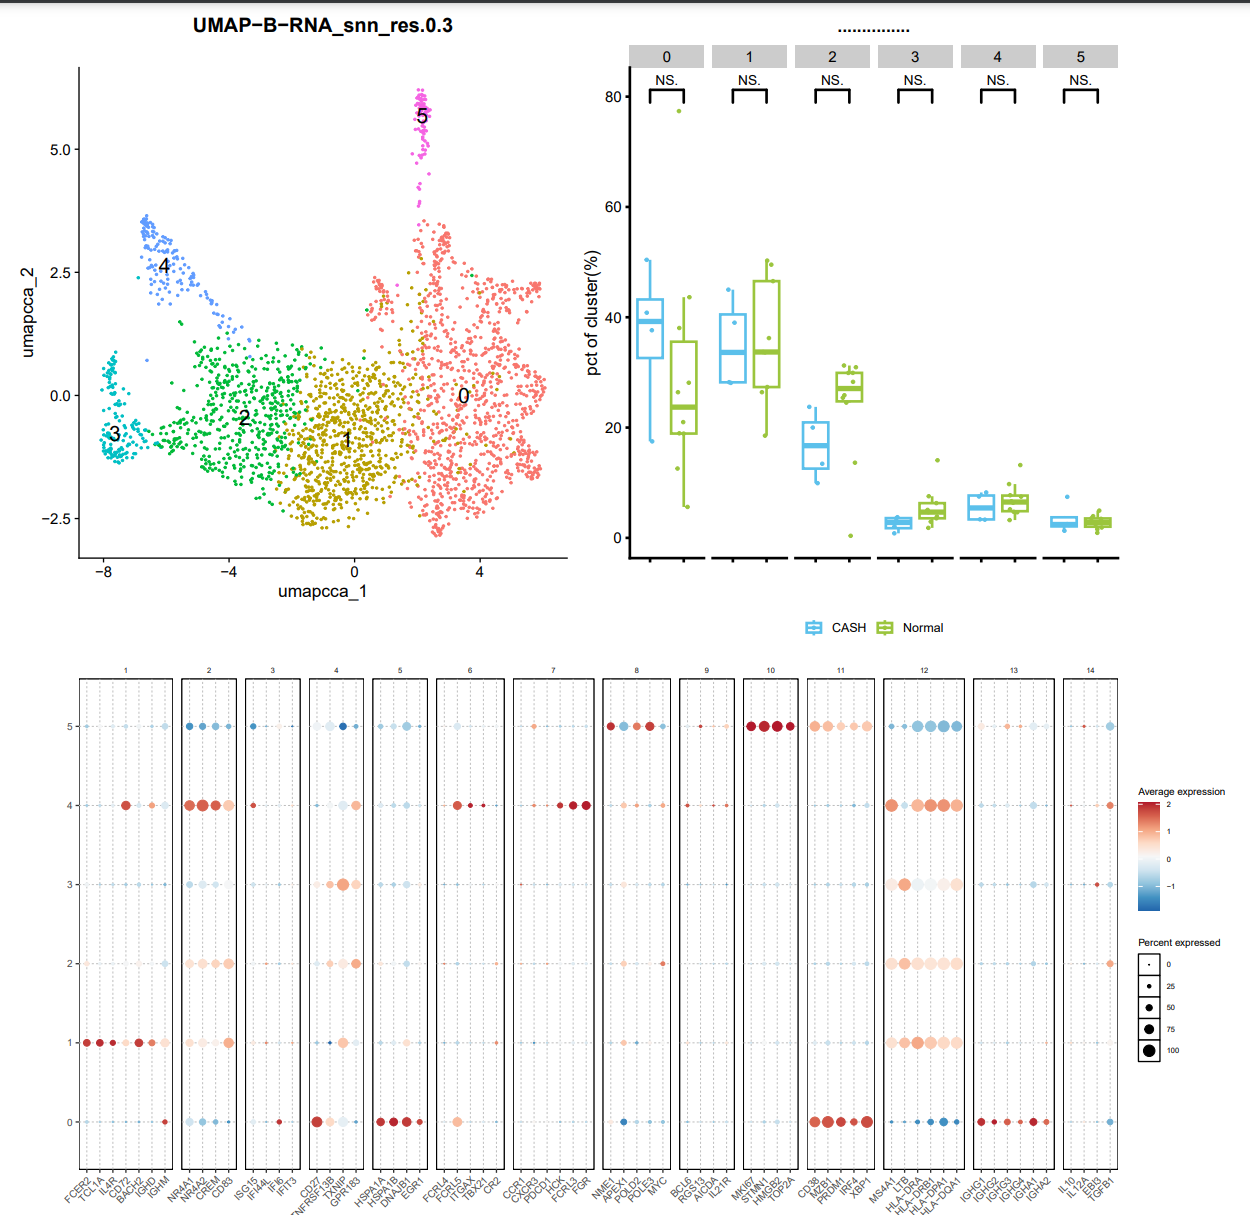 UMAP−B−RNA_snn_res.0.3
...............
0 1 2 3 4 5
NS. NS. NS. NS. NS. NS.
80
60
40
20
0
pct of cluster(%)
5.0
2.5
0.0
−2.5
umapcca_2
5
4
3
2
1
0
−8 −4 0 4
umapcca_1
CASH Normal
1 2 3 4 5 6 7 8 9 10 11 12 13 14
5
4
3
2
1
0
FCER2 TCL1A IL4R CD72 BACH2 IGHD IGHM
NR4A1 NR4A2 CREM CD83
ISG15 IFI44L IFI6 IFIT3
CD27 NFRSF13B TXNIP GPR183
HSPA1A HSPA1B DNAJB1 EGR1
FCRL4 FCRL5 ITGAX TBX21 CR2
CCR1 CXCR3 PDCD1 HCK FCRL3 FGR
NME1 APEX1 POLD2 POLE3 MYC
BCL6 RGS13 AICDA IL21R
MKI67 STMN1 HMGB2 TOP2A
CD38 MZB1 PRDM1 IRF4 XBP1
MS4A1 LTB HLA−DRA HLA−DRB1 HLA−DPA1 HLA−DQA1
IGHG1 IGHG2 IGHG3 IGHG4 IGHA1 IGHA2
IL10 IL12A EBI3 TGFB1
Average expression
2
1
0
−1
Percent expressed
0
25
50
75
100